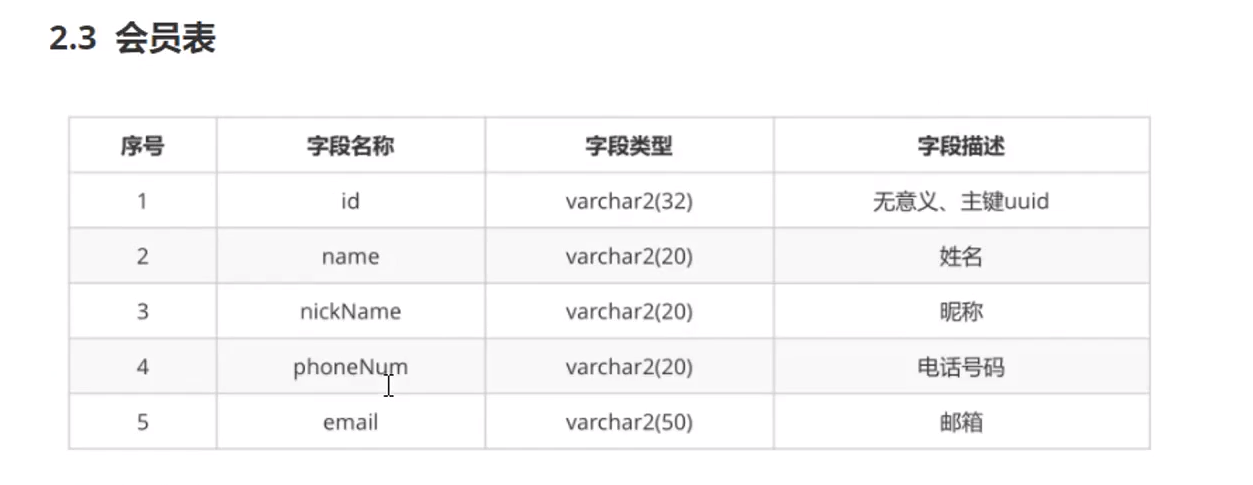 2.3 会员表
序号 字段名称 字段类型 字段描述
1 id varchar2(32) 无意义、主键uuid
2 name varchar2(20) 姓名
3 nickName varchar2(20) 昵称
4 phoneNum varchar2(20) 电话号码
5 email varchar2(50) 邮箱